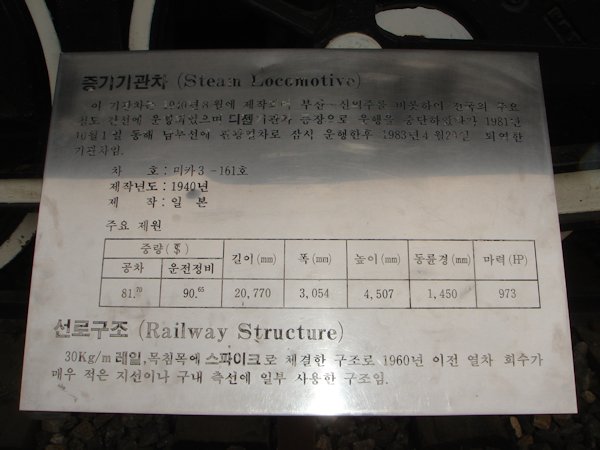 증기기관차 (Steam Locomotive)
이 기관차는 1940년 8월에 제작되어 부산 - 신의주를 비롯하여 전국의 주요
철도 간선에 운행되었으며 디젤기관차 등장으로 운행을 중단하였다가 1981년
10월 1일 동해 남부선에 관광열차로 잠시 운행한후 1983년 4월 퇴역한
기관차임.
차 호 : 미카 3 - 161호
제작년도 : 1940년
제 작 : 일 본
주요 제원
중량 (t) 길이 (mm) 폭 (mm) 높이 (mm) 동륜경 (mm) 마력 (HP)
공차 운전정비
81.70 90.65 20,770 3,054 4,507 1,450 973
선로구조 (Railway Structure)
30Kg/m 레일, 목침목에 스파이크로 체결한 구조로 1960년 이전 열차 회수가
매우 적은 지선이나 구내 측선에 일부 사용한 구조임.